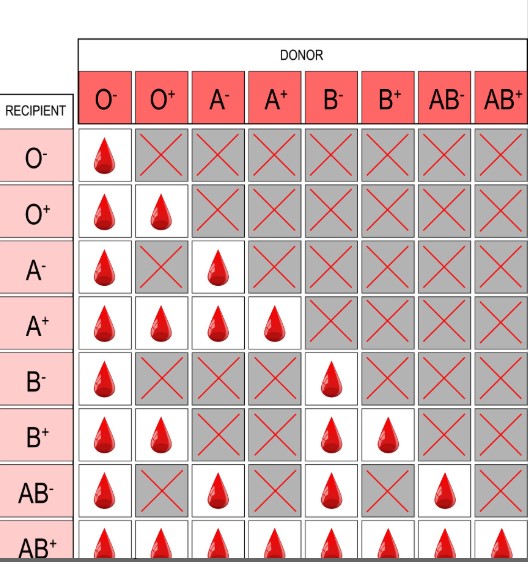 DONOR
RECIPIENT O- O+ A- A+ B- B+ AB- AB+
O-
O+
A-
A+
B-
B+
AB-
AB+